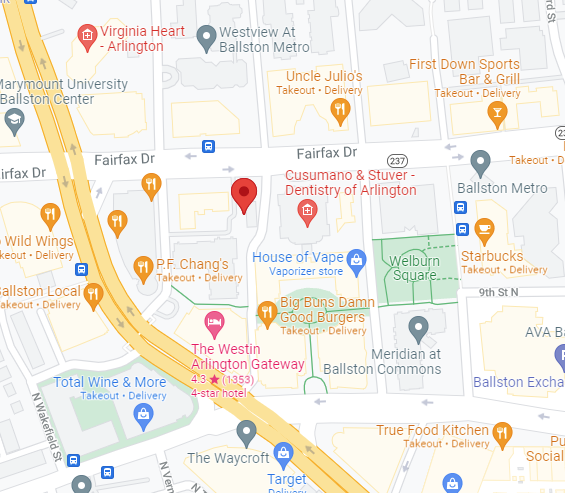 Virginia Heart
- Arlington
Westview At
Ballston Metro
Marymount University
Ballston Center
Uncle Julio's
Takeout • Delivery
First Down Sports
Bar & Grill
Takeout • Delivery
Fairfax Dr
Fairfax Dr
237
Fairfax Dr
Cusumano & Stuver -
Dentistry of Arlington
Ballston Metro
Wild Wings
Takeout • Delivery
P.F. Chang's
Takeout • Delivery
House of Vape
Vaporizer store
Welburn
Square
Starbucks
Takeout • Delivery
Ballston Local
Takeout • Delivery
Big Buns Damn
Good Burgers
Takeout • Delivery
9th St N
The Westin
Arlington Gateway
4.3 ★ (1353)
4-star hotel
Meridian at
Ballston Commons
AVA Ba
Ballston Excha
Total Wine & More
Takeout • Delivery
N Wakefield St
The Waycroft
Target
Delivery
True Food Kitchen
Takeout • Delivery
Pu
Social
N Vern